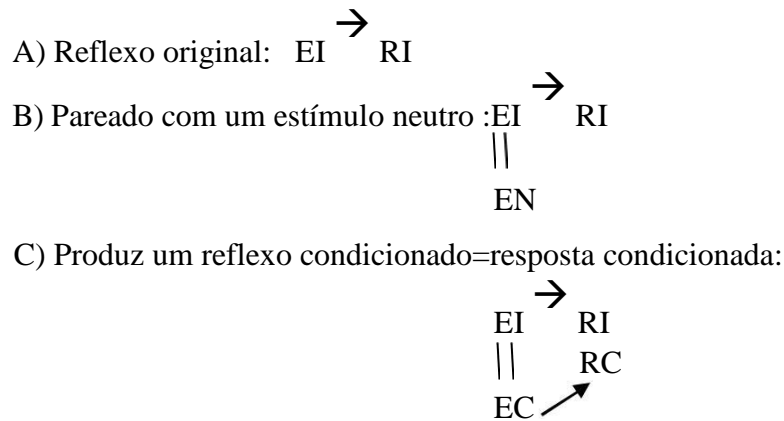 A) Reflexo original: EI → RI
B) Pareado com um estímulo neutro :EI → RI
||
EN
C) Produz um reflexo condicionado=resposta condicionada:
EI → RI
|| RC
EC